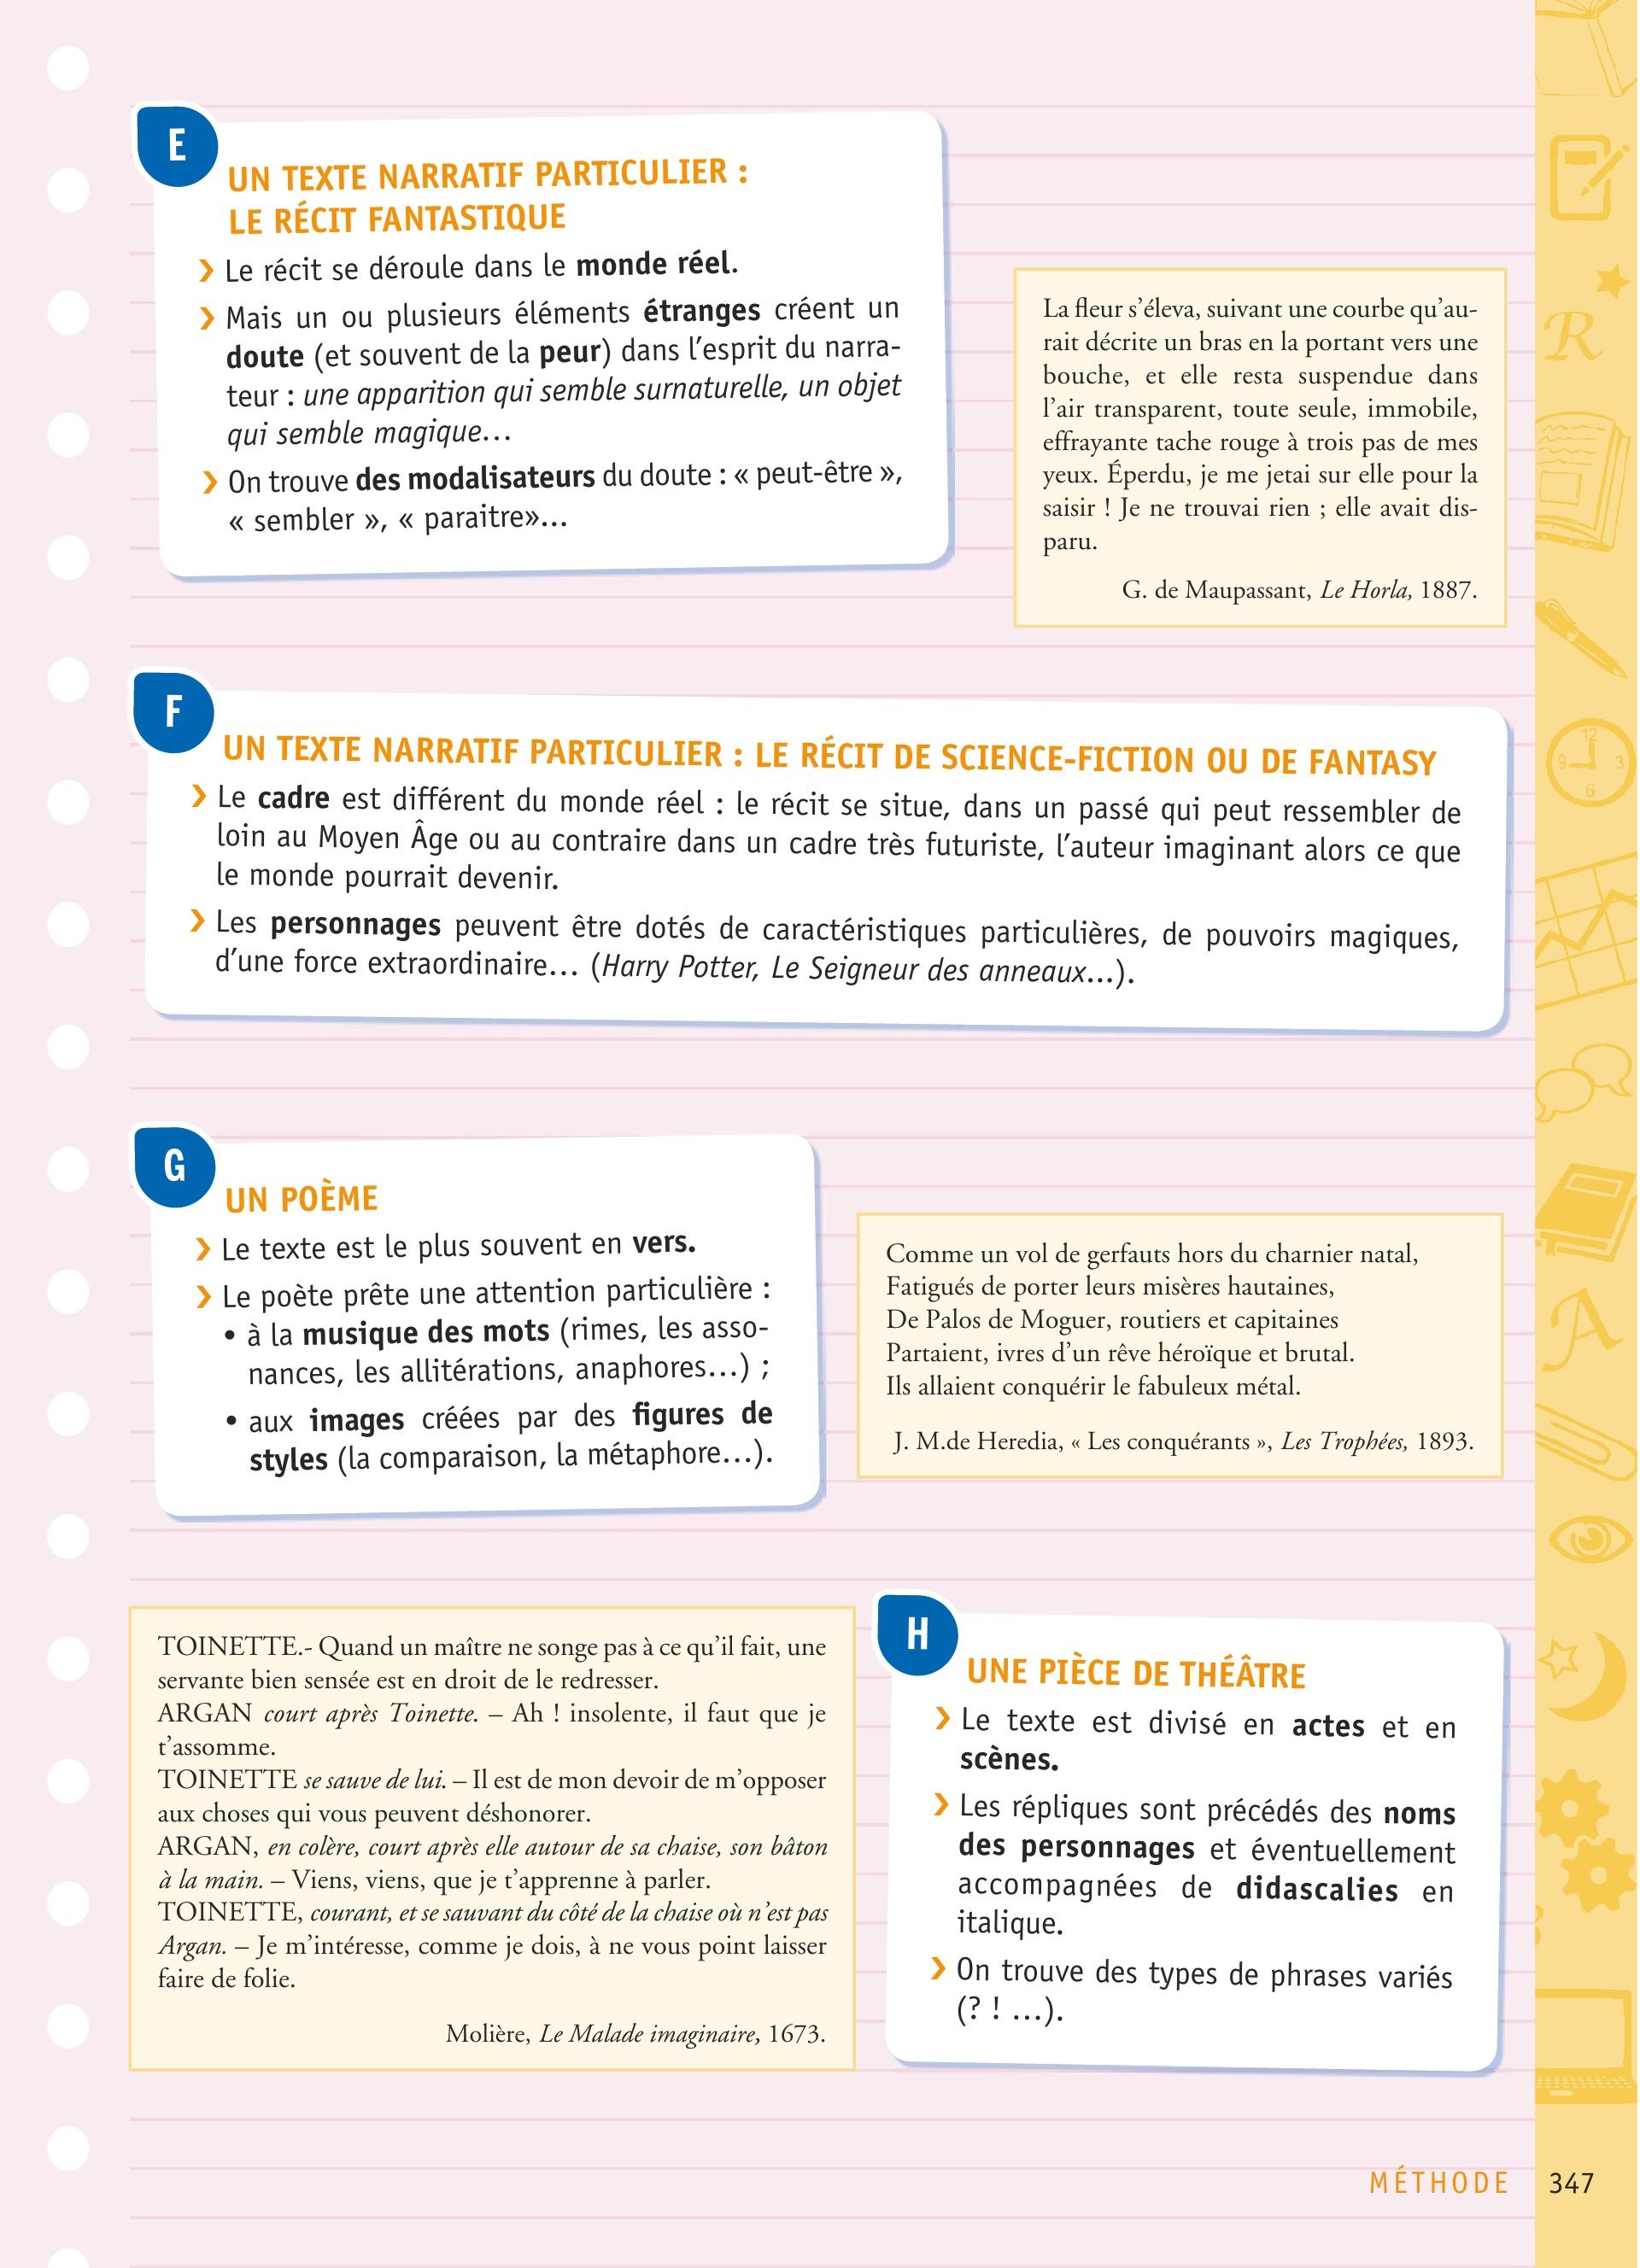 E
UN TEXTE NARRATIF PARTICULIER :
LE RÉCIT FANTASTIQUE
❯ Le récit se déroule dans le monde réel.
❯ Mais un ou plusieurs éléments étranges créent un
doute (et souvent de la peur) dans l'esprit du narra-
teur : une apparition qui semble surnaturelle, un objet
qui semble magique...
❯ On trouve des modalisateurs du doute : « peut-être »,
« sembler », « paraitre»...
La fleur s'éleva, suivant une courbe qu'au-
rait décrite un bras en la portant vers une
bouche, et elle resta suspendue dans
l'air transparent, toute seule, immobile,
effrayante tache rouge à trois pas de mes
yeux. Éperdu, je me jetai sur elle pour la
saisir ! Je ne trouvai rien ; elle avait dis-
paru.
G. de Maupassant, Le Horla, 1887.
F
UN TEXTE NARRATIF PARTICULIER : LE RÉCIT DE SCIENCE-FICTION OU DE FANTASY
❯ Le cadre est différent du monde réel : le récit se situe, dans un passé qui peut ressembler de
loin au Moyen Âge ou au contraire dans un cadre très futuriste, l'auteur imaginant alors ce que
le monde pourrait devenir.
❯ Les personnages peuvent être dotés de caractéristiques particulières, de pouvoirs magiques,
d'une force extraordinaire... (Harry Potter, Le Seigneur des anneaux...).
G
UN POÈME
❯ Le texte est le plus souvent en vers.
❯ Le poète prête une attention particulière :
• à la musique des mots (rimes, les asso-
nances, les allitérations, anaphores...) ;
• aux images créées par des figures de
styles (la comparaison, la métaphore...).
Comme un vol de gerfauts hors du charnier natal,
Fatigués de porter leurs misères hautaines,
De Palos de Moguer, routiers et capitaines
Partaient, ivres d'un rêve héroïque et brutal.
Ils allaient conquérir le fabuleux métal.
J. M.de Heredia, « Les conquérants », Les Trophées, 1893.
TOINETTE.- Quand un maître ne songe pas à ce qu'il fait, une
servante bien sensée est en droit de le redresser.
ARGAN court après Toinette. – Ah ! insolente, il faut que je
t'assomme.
TOINETTE se sauve de lui. – Il est de mon devoir de m'opposer
aux choses qui vous peuvent déshonorer.
ARGAN, en colère, court après elle autour de sa chaise, son bâton
à la main. – Viens, viens, que je t'apprenne à parler.
TOINETTE, courant, et se sauvant du côté de la chaise où n'est pas
Argan. – Je m'intéresse, comme je dois, à ne vous point laisser
faire de folie.
Molière, Le Malade imaginaire, 1673.
H
UNE PIÈCE DE THÉÂTRE
❯ Le texte est divisé en actes et en
scènes.
❯ Les répliques sont précédés des noms
des personnages et éventuellement
accompagnées de didascalies en
italique.
❯ On trouve des types de phrases variés
(? ! ...).
R
12
9 3
6
A
MÉTHODE 347